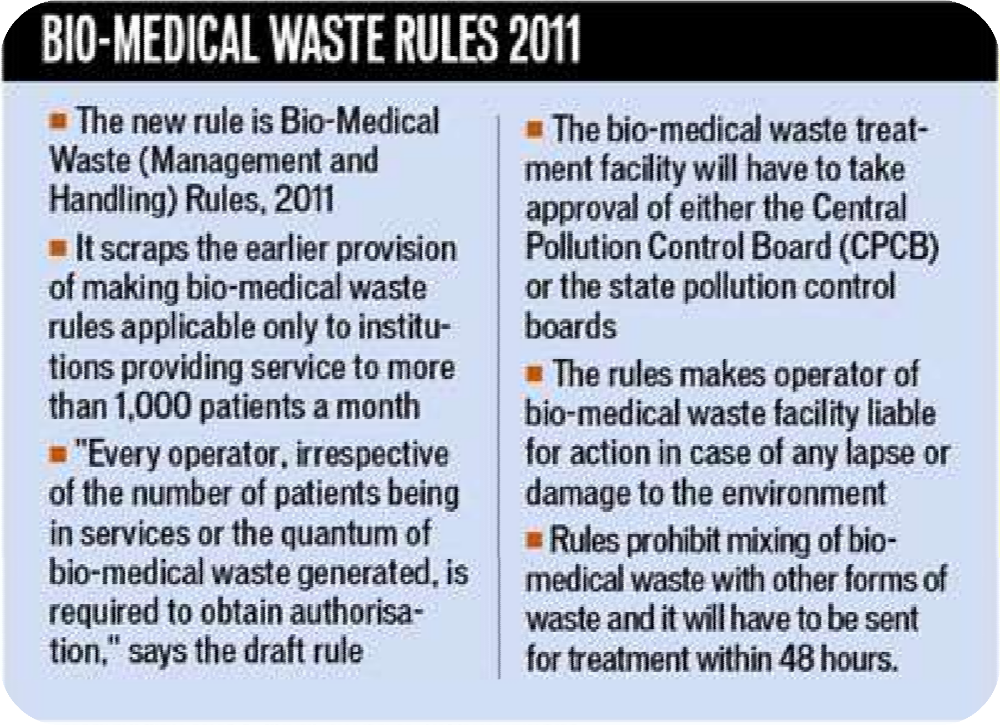 BIO-MEDICAL WASTE RULES 2011
■ The new rule is Bio-Medical
Waste (Management and
Handling) Rules, 2011
■ It scraps the earlier provision
of making bio-medical waste
rules applicable only to institu-
tions providing service to more
than 1,000 patients a month
■ "Every operator, irrespective
of the number of patients being
in services or the quantum of
bio-medical waste generated, is
required to obtain authorisa-
tion," says the draft rule
■ The bio-medical waste treat-
ment facility will have to take
approval of either the Central
Pollution Control Board (CPCB)
or the state pollution control
boards
■ The rules makes operator of
bio-medical waste facility liable
for action in case of any lapse or
damage to the environment
■ Rules prohibit mixing of bio-
medical waste with other forms of
waste and it will have to be sent
for treatment within 48 hours.